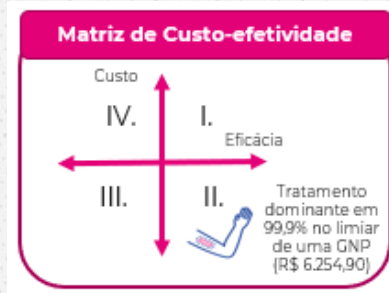 Matriz de Custo-efetividade
Custo
IV.
I.
Eficácia
III.
II.
Tratamento
dominante em
99,9% no limiar
de uma GNP
(R$ 6.254,90)